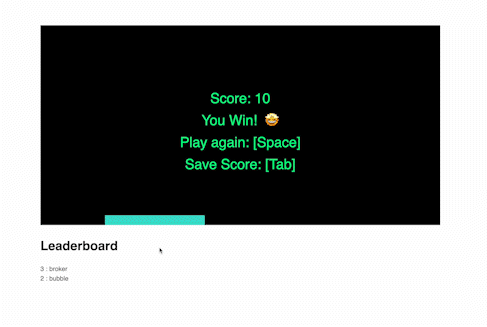 Score: 10
You Win! 🤩
Play again: [Space]
Save Score: [Tab]
Leaderboard
3 : broker
2 : bubble